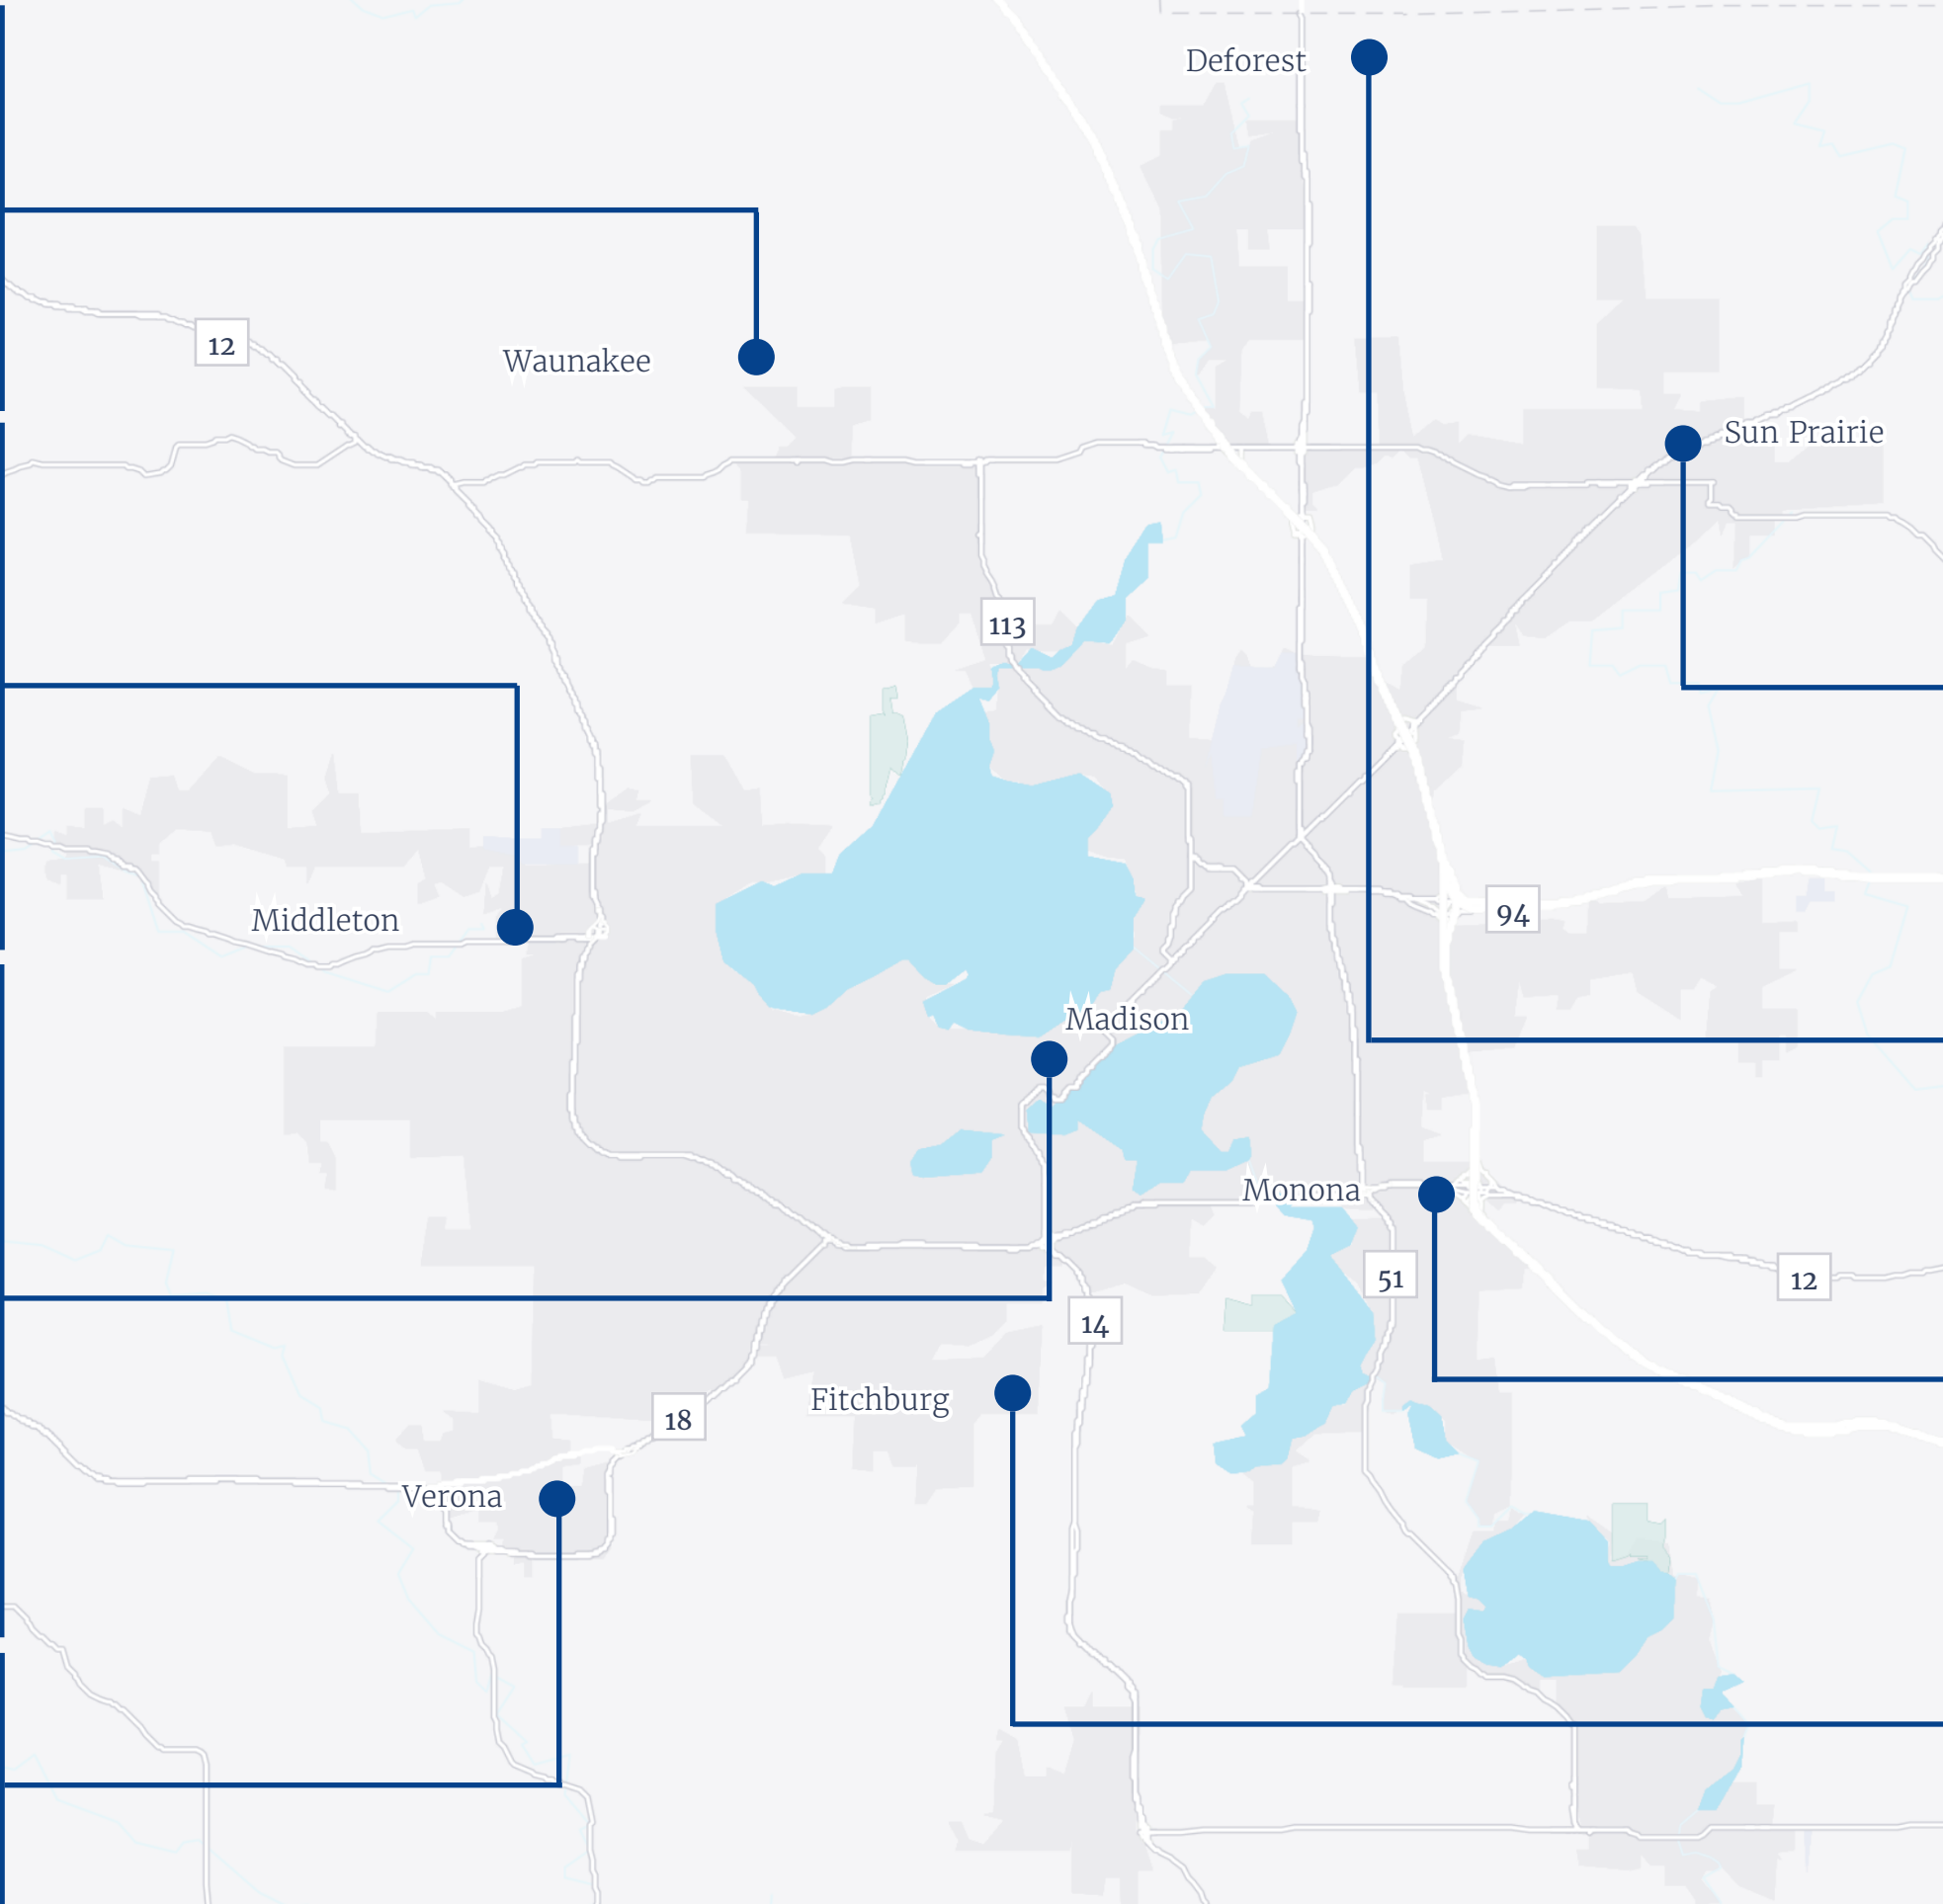 Deforest
12
Waunakee
Sun Prairie
113
Middleton
94
Madison
Monona
51
12
14
Fitchburg
18
Verona